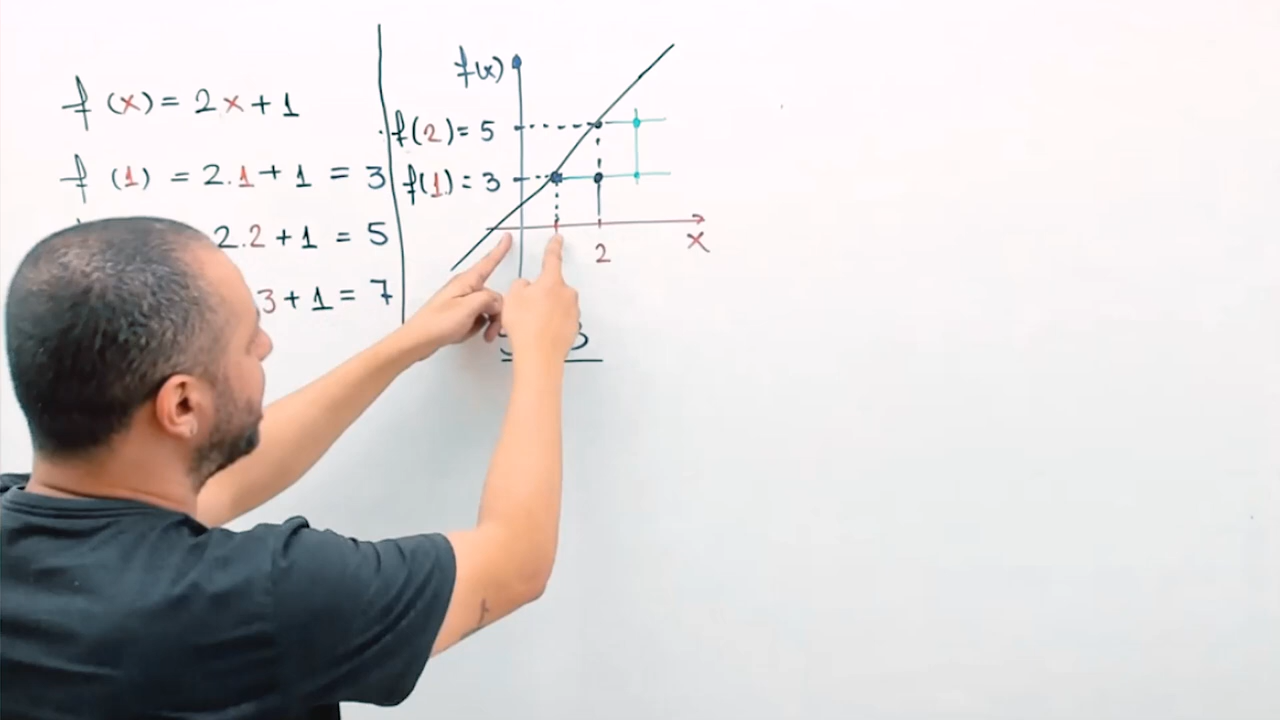 f (x) = 2x + 1
f (1) = 2.1 + 1 = 3
2.2 + 1 = 5
3 + 1 = 7
f(x)
f(2) = 5
f(1) = 3
2
x
3